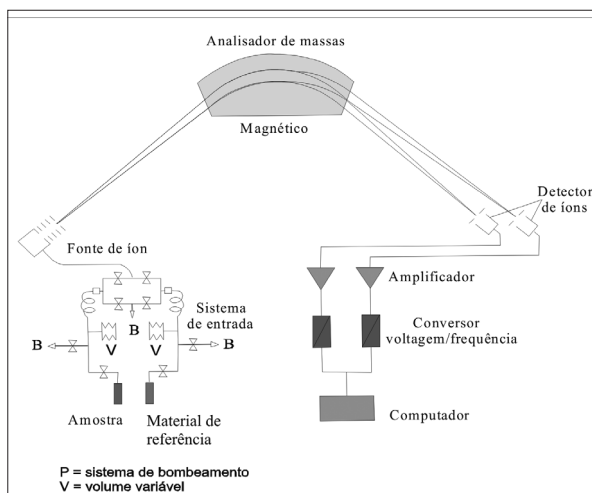 Analisador de massas
Magnético
Detector
de íons
Fonte de íon
Amplificador
Sistema
de entrada
B
B
B
V
V
Conversor
voltagem/frequência
Amostra
Material de
referência
Computador
P = sistema de bombeamento
V = volume variável